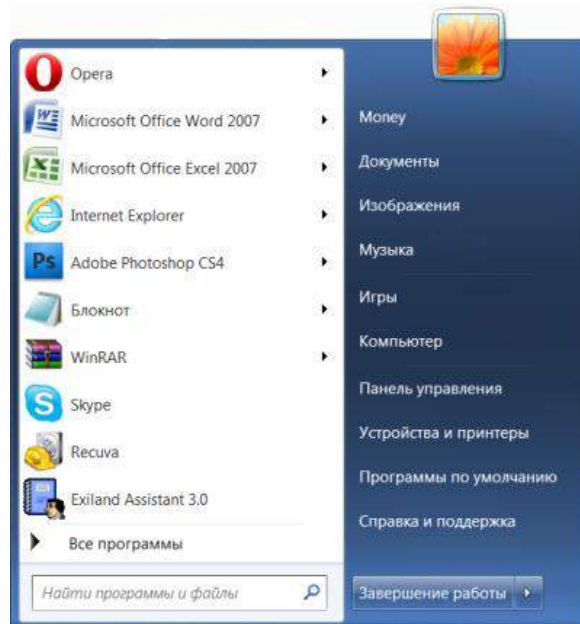 Opera
Microsoft Office Word 2007
Microsoft Office Excel 2007
Internet Explorer
Ps
Adobe Photoshop CS4
Блокнот
WinRAR
Skype
Recuva
Exiland Assistant 3.0
Все программы
Найти программы и файлы
Money
Документы
Изображения
Музыка
Игры
Компьютер
Панель управления
Устройства и принтеры
Программы по умолчанию
Справка и поддержка
Завершение работы